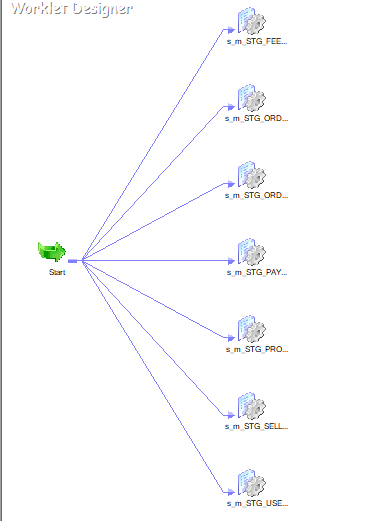 Worklet Designer
s_m_STG_FEE...
s_m_STG_ORD...
s_m_STG_ORD...
Start
s_m_STG_PAY...
s_m_STG_PRO...
s_m_STG_SELL...
s_m_STG_USE...